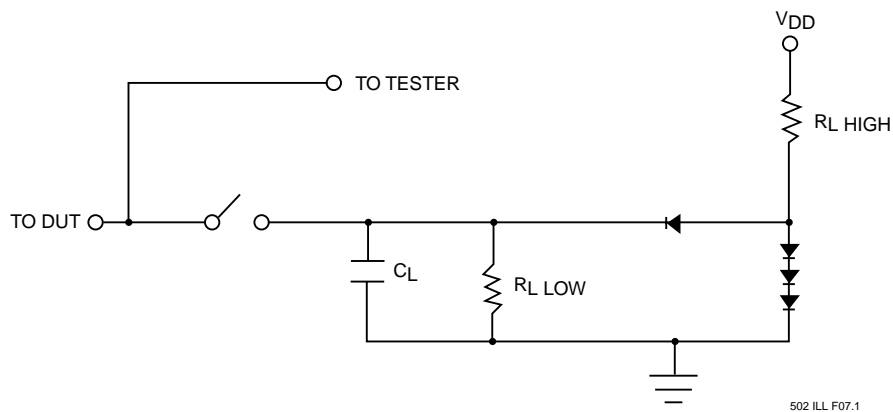 VDD
TO TESTER
RL HIGH
TO DUT
CL
RL LOW
502 ILL F07.1